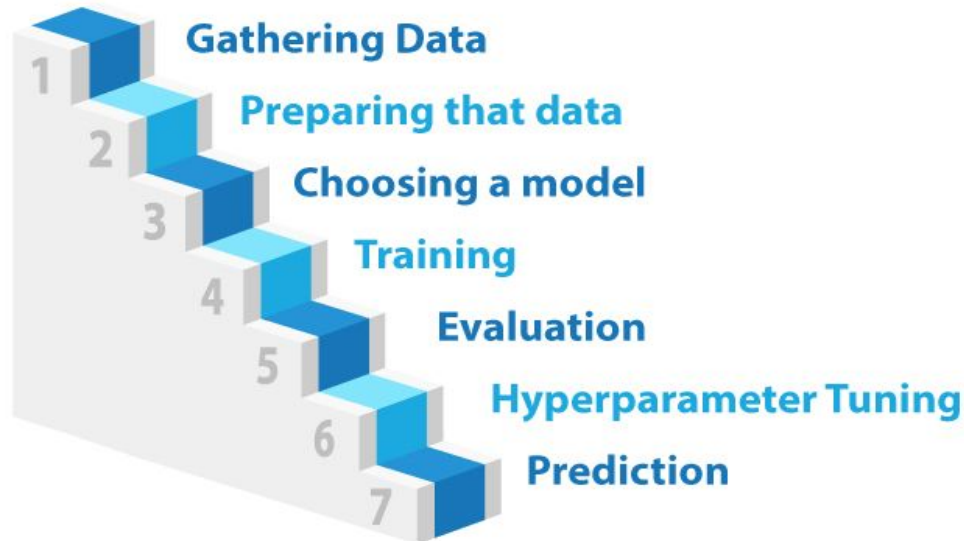 1 Gathering Data
2 Preparing that data
3 Choosing a model
4 Training
5 Evaluation
6 Hyperparameter Tuning
7 Prediction